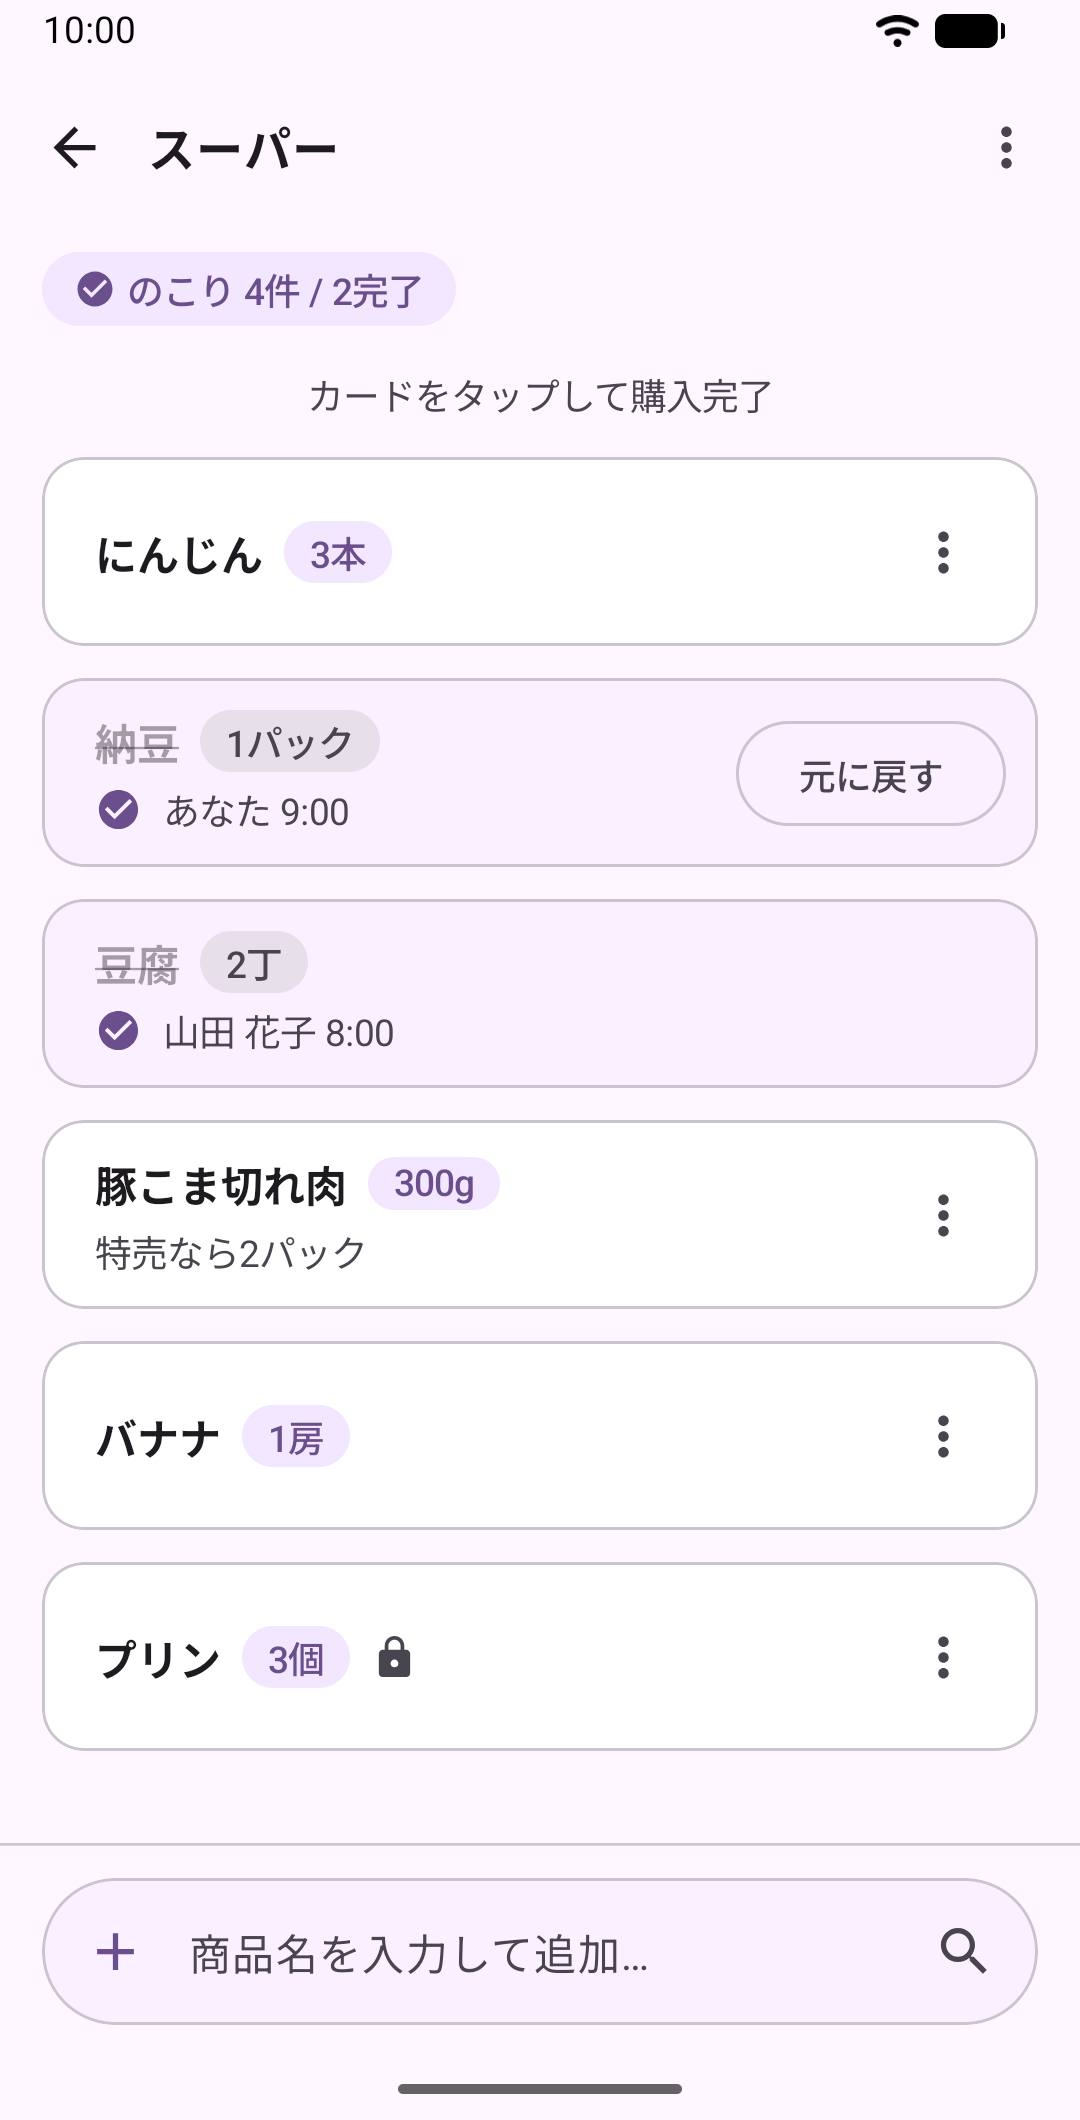 10:00
スーパー
のこり 4件 / 2完了
カードをタップして購入完了
にんじん 3本
納豆 1パック
あなた 9:00
元に戻す
豆腐 2丁
山田 花子 8:00
豚こま切れ肉 300g
特売なら2パック
バナナ 1房
プリン 3個
商品名を入力して追加...